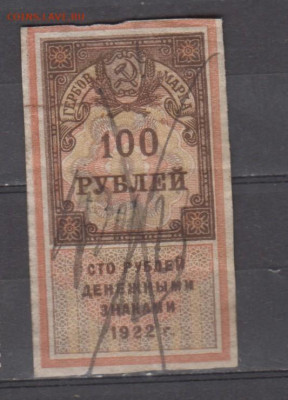 ГЕРБОВ. МАРКА
100
РУБЛЕЙ
СТО РУБЛЕЙ
ДЕНЕЖНЫМИ
ЗНАКАМИ
1922 г.